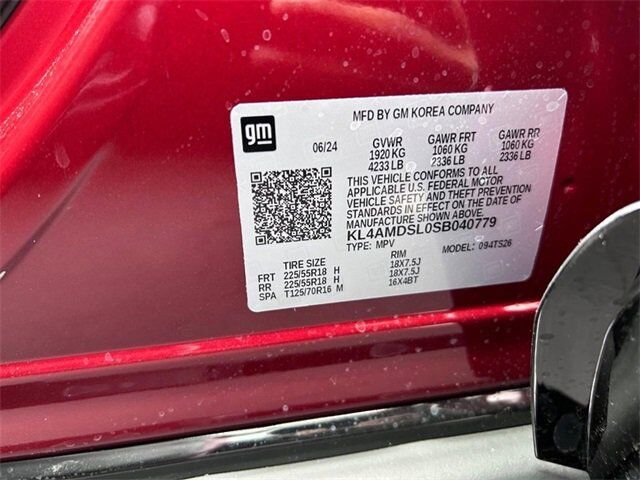 MFD BY GM KOREA COMPANY
gm
06/24
GVWR GAWR FRT GAWR RR
1920 KG 1060 KG 1060 KG
4233 LB 2336 LB 2336 LB
THIS VEHICLE CONFORMS TO ALL
APPLICABLE U.S. FEDERAL MOTOR
VEHICLE SAFETY AND THEFT PREVENTION
STANDARDS IN EFFECT ON THE DATE OF
MANUFACTURE SHOWN ABOVE.
KL4AMDSL0SB040779
TYPE: MPV MODEL: 094TS26
TIRE SIZE RIM
FRT 225/55R18 H 18X7.5J
RR 225/55R18 H 18X7.5J
SPA T125/70R16 M 16X4BT